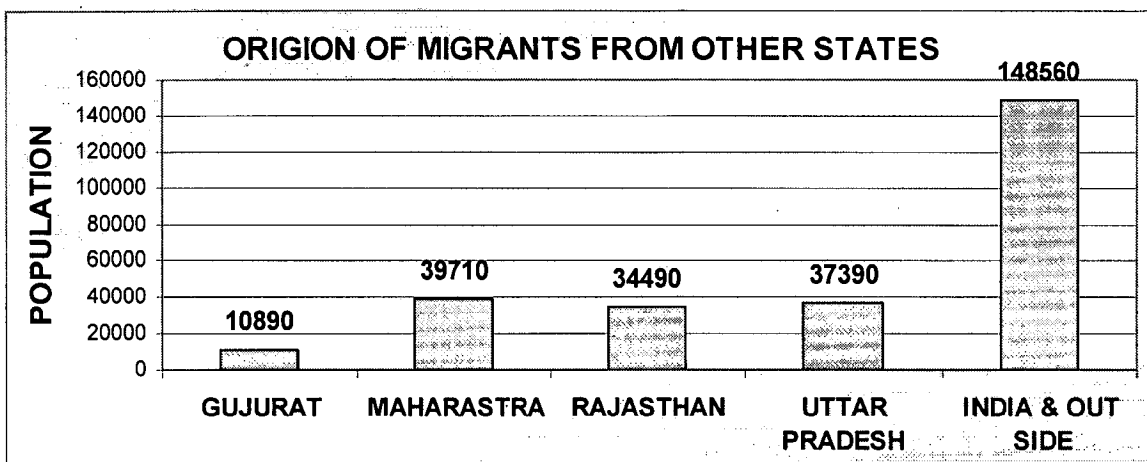 ORIGION OF MIGRANTS FROM OTHER STATES
POPULATION
160000
140000
120000
100000
80000
60000
40000
20000
0
10890
39710
34490
37390
148560
GUJURAT
MAHARASTRA
RAJASTHAN
UTTAR
PRADESH
INDIA & OUT
SIDE